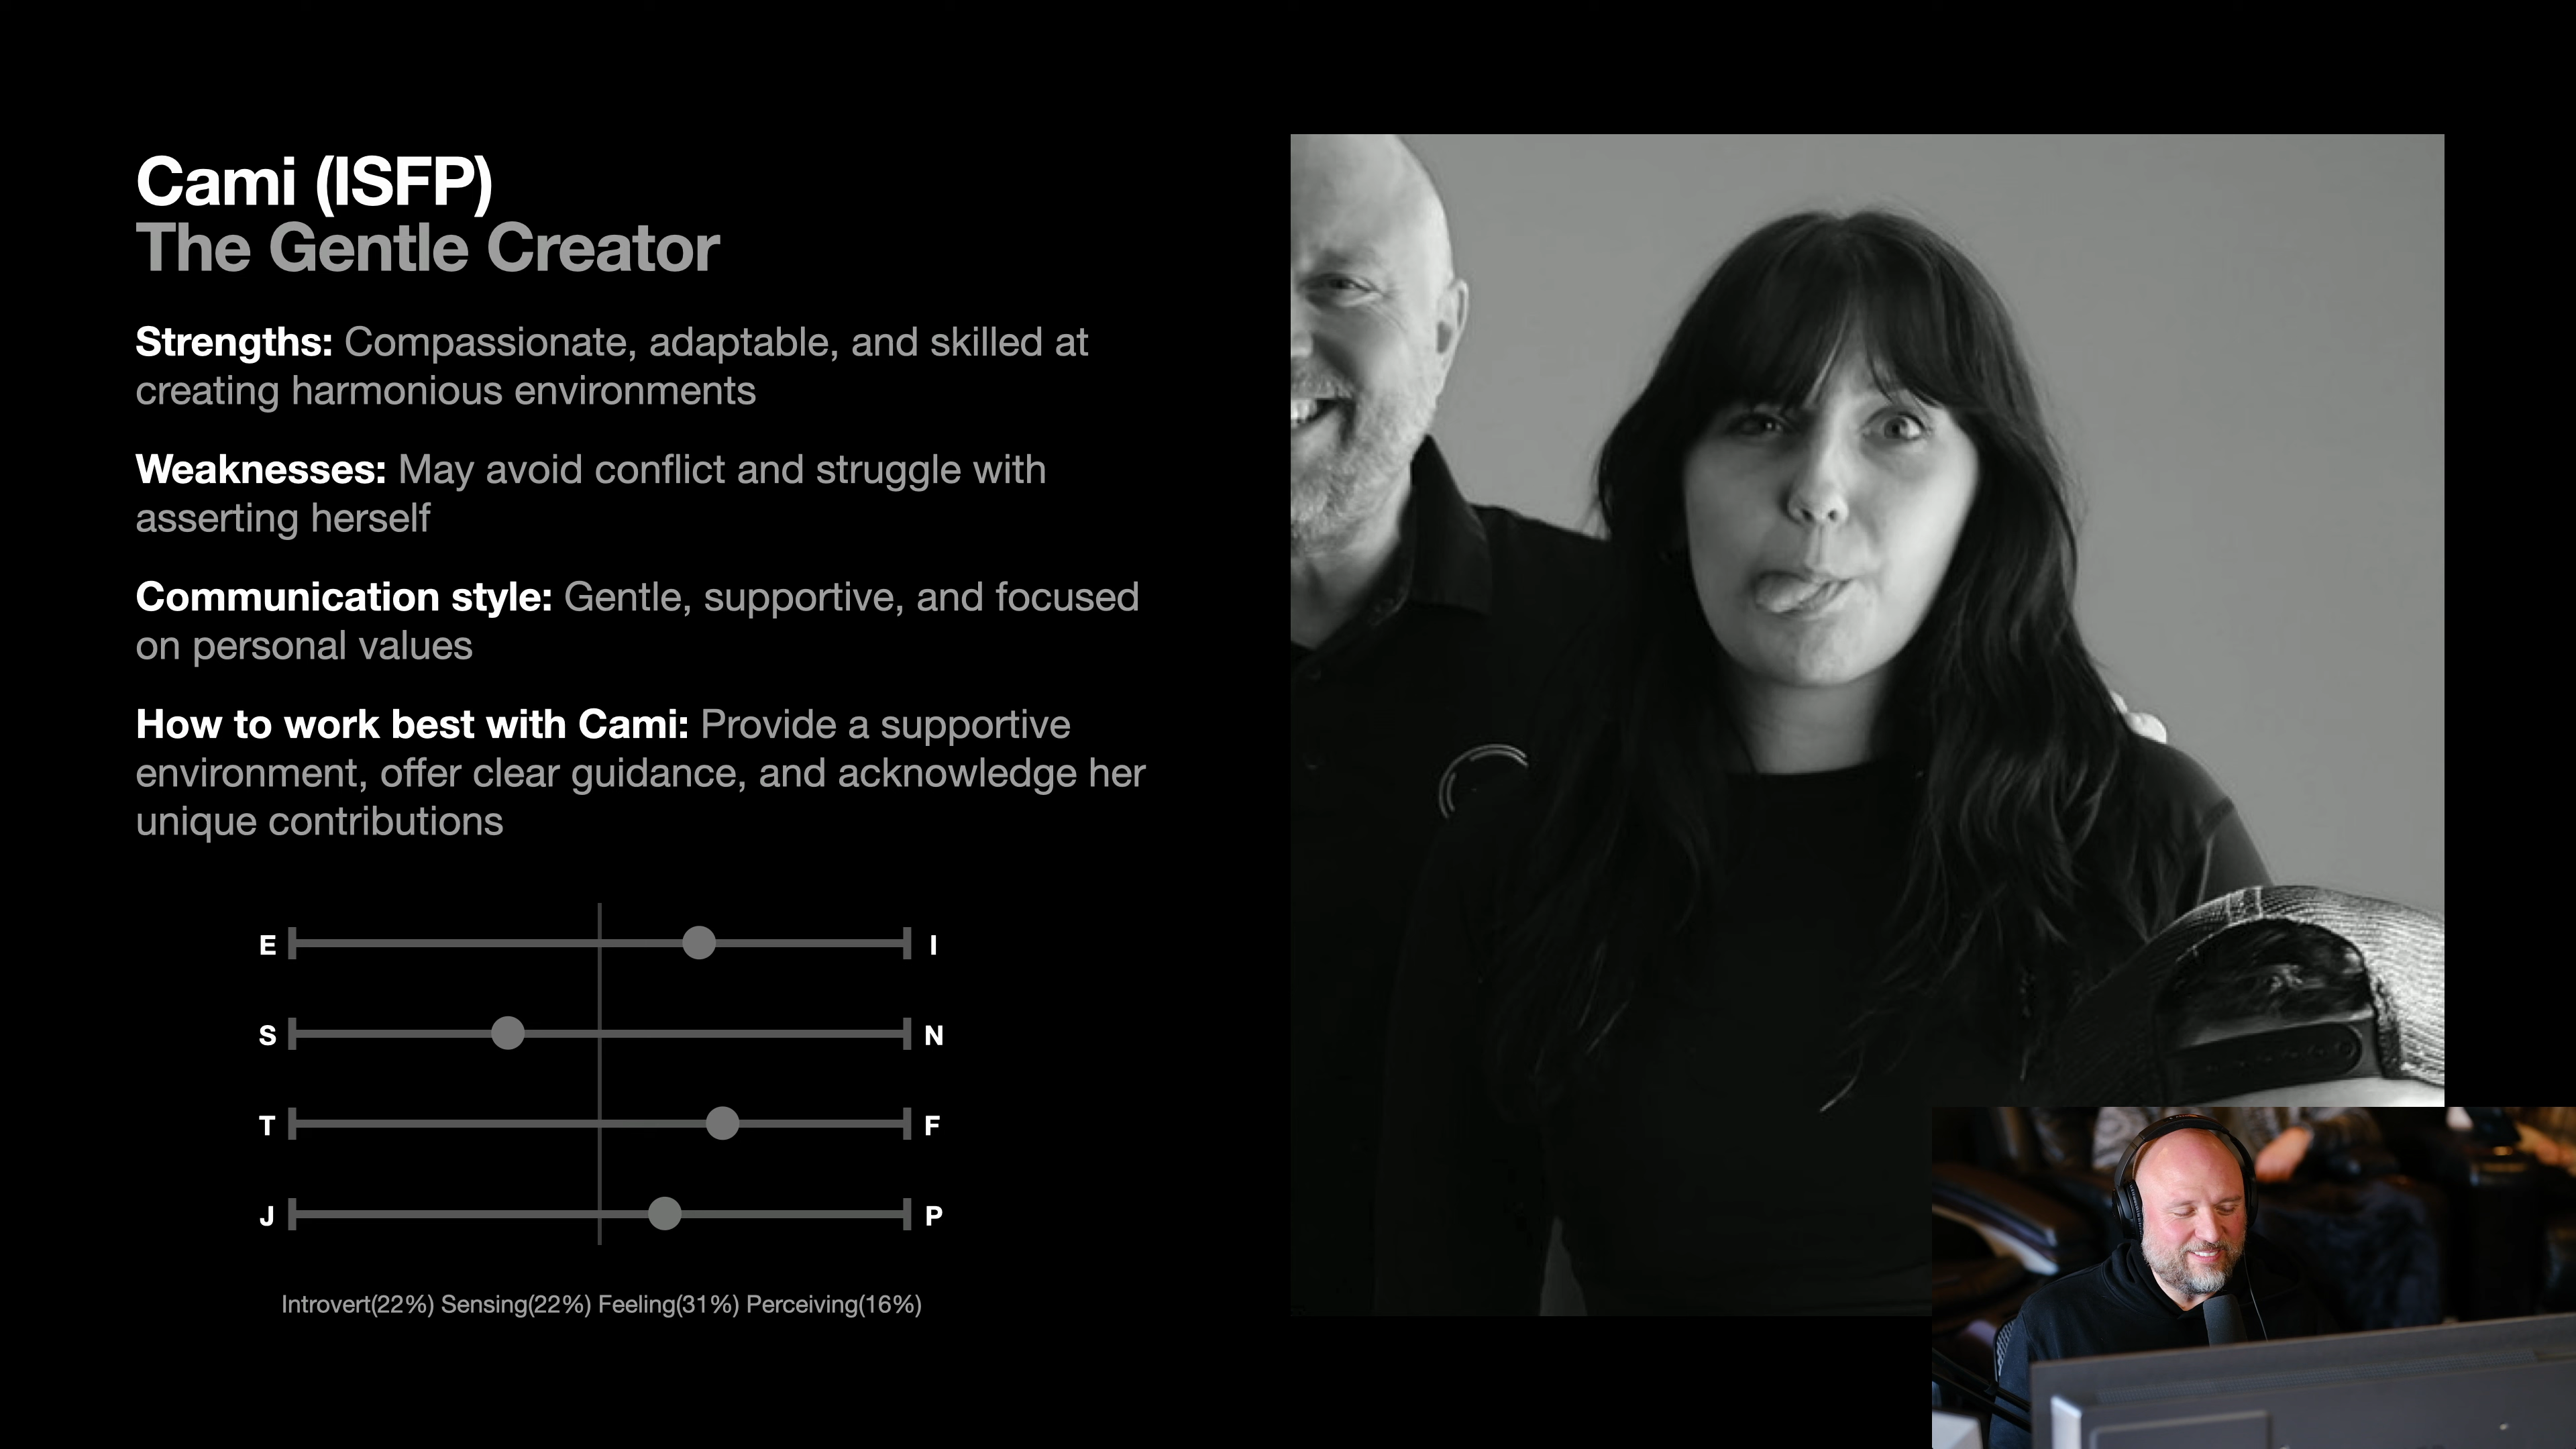 Cami (ISFP)
The Gentle Creator
Strengths: Compassionate, adaptable, and skilled at
creating harmonious environments
Weaknesses: May avoid conflict and struggle with
asserting herself
Communication style: Gentle, supportive, and focused
on personal values
How to work best with Cami: Provide a supportive
environment, offer clear guidance, and acknowledge her
unique contributions
E I
S N
T F
J P
Introvert(22%) Sensing(22%) Feeling(31%) Perceiving(16%)